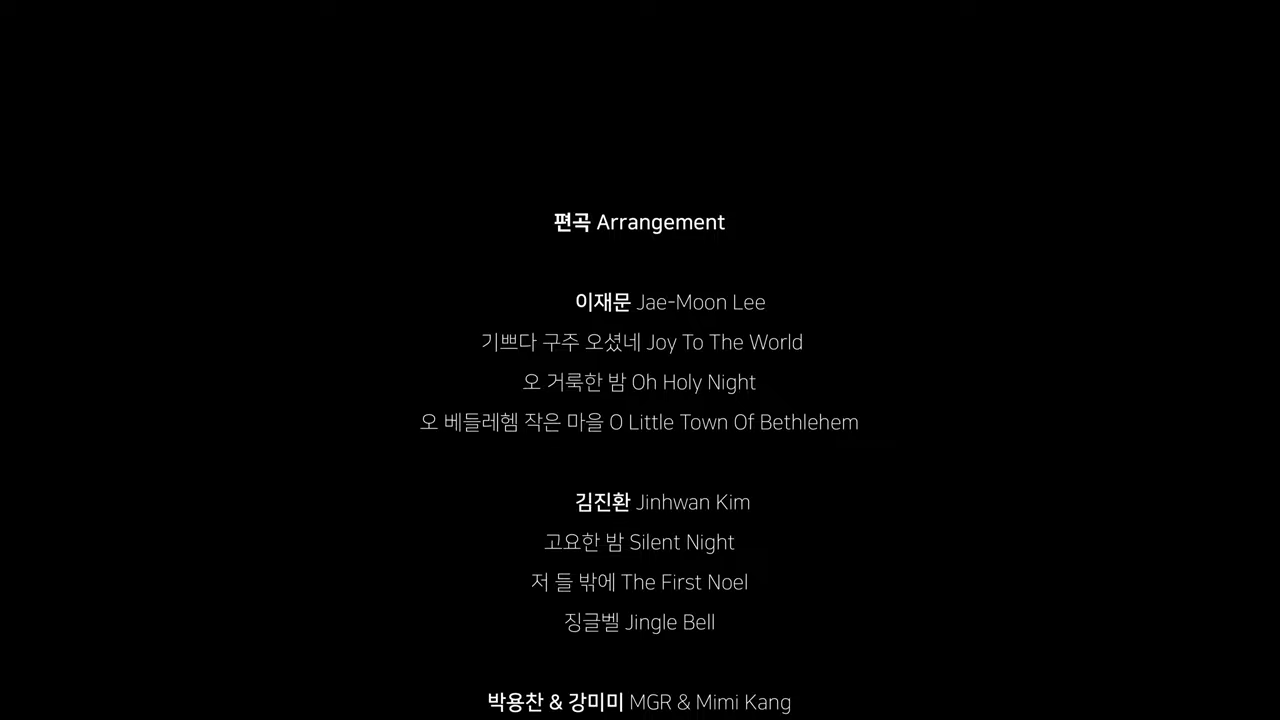 편곡 Arrangement
이재문 Jae-Moon Lee
기쁘다 구주 오셨네 Joy To The World
오 거룩한 밤 Oh Holy Night
오 베들레헴 작은 마을 O Little Town Of Bethlehem
김진환 Jinhwan Kim
고요한 밤 Silent Night
저 들 밖에 The First Noel
징글벨 Jingle Bell
박용찬 & 강미미 MGR & Mimi Kang